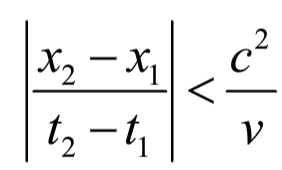 |x₂ − x₁ / t₂ − t₁| < c² / v